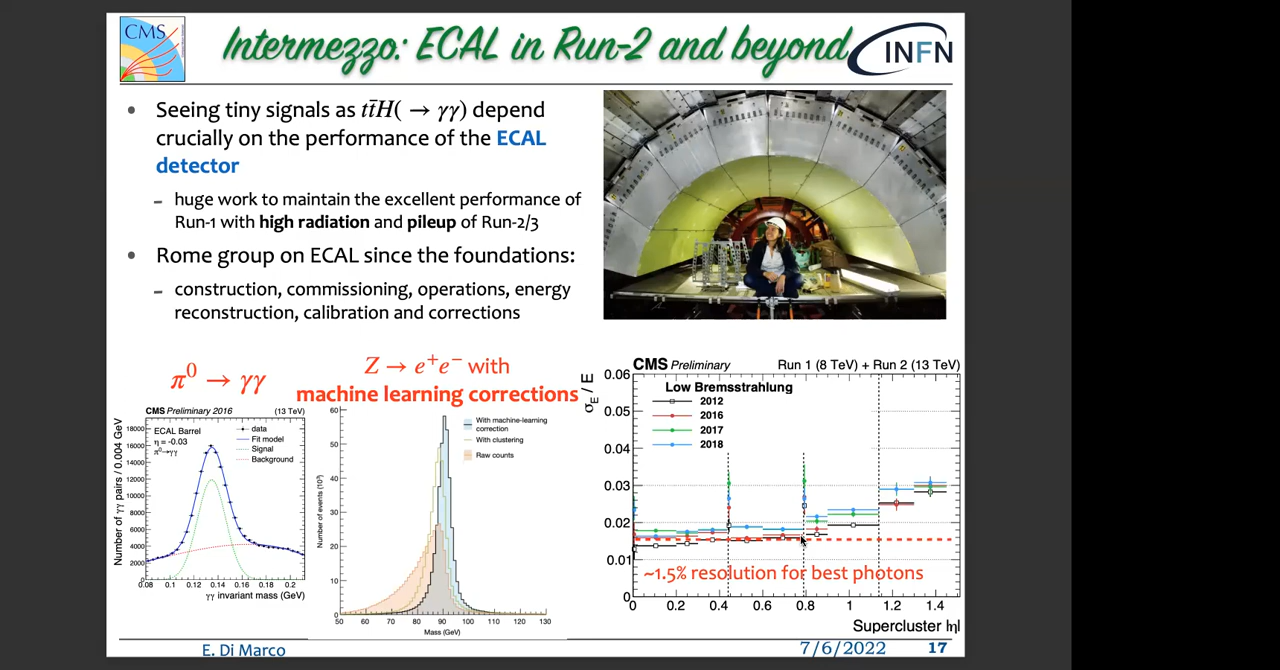 CMS
Intermezzo: ECAL in Run-2 and beyond
INFN
• Seeing tiny signals as tt̄H( → γγ) depend
crucially on the performance of the ECAL
detector
– huge work to maintain the excellent performance of
Run-1 with high radiation and pileup of Run-2/3
• Rome group on ECAL since the foundations:
– construction, commissioning, operations, energy
reconstruction, calibration and corrections
π⁰ → γγ
CMS Preliminary 2016 (13 TeV)
ECAL Barrel
η = -0.03
π⁰→γγ
data
Fit model
Signal
Background
Number of γγ pairs / 0.004 GeV
16000
14000
12000
10000
8000
6000
4000
2000
0
0.08 0.1 0.12 0.14 0.16 0.18 0.2
γγ invariant mass (GeV)
Z → e⁺e⁻ with
machine learning corrections
With machine-learning
correction
With clustering
Raw counts
Number of events (10³)
60
50
40
30
20
10
0
50 60 70 80 90 100 110 120 130
Mass (GeV)
CMS Preliminary Run 1 (8 TeV) + Run 2 (13 TeV)
Low Bremsstrahlung
2012
2016
2017
2018
σE / E
0.06
0.05
0.04
0.03
0.02
0.01
0
~1.5% resolution for best photons
0 0.2 0.4 0.6 0.8 1 1.2 1.4
Supercluster |η|
E. Di Marco
7/6/2022
17